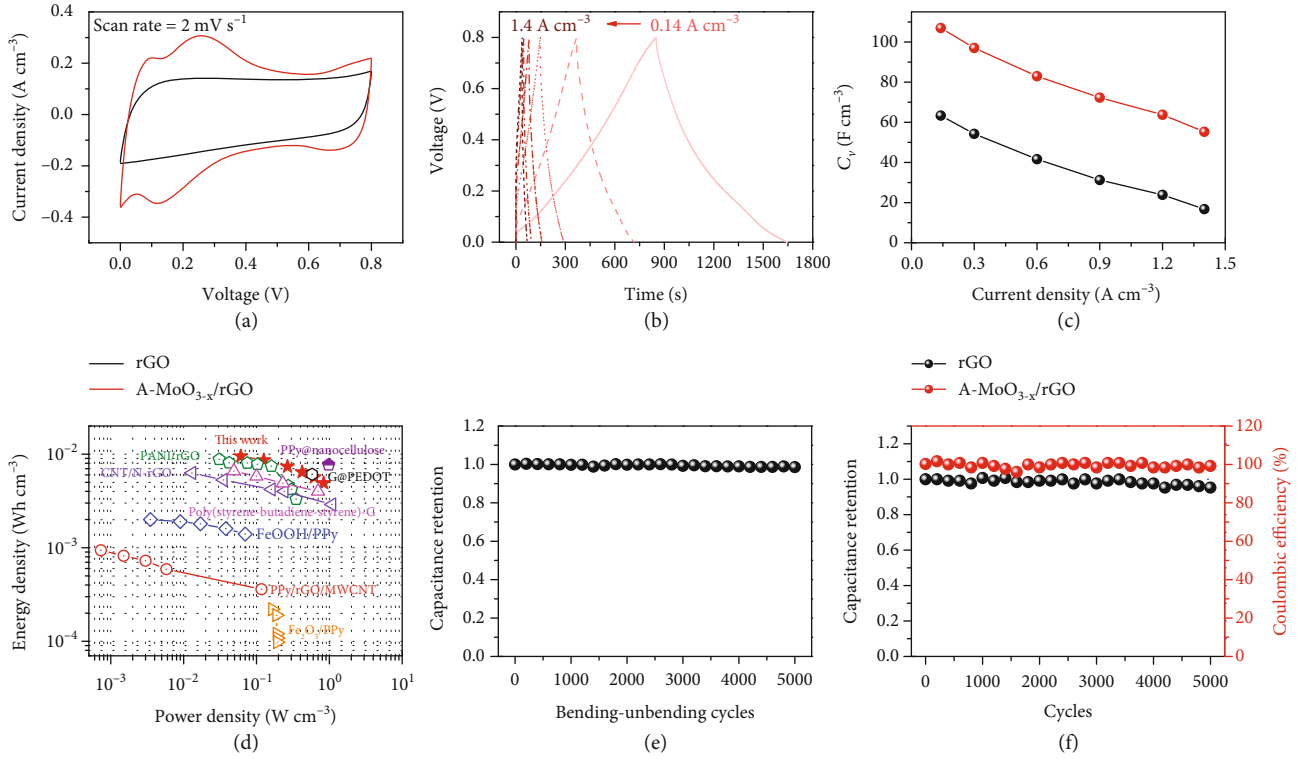 Scan rate = 2 mV s⁻¹
0.4
0.2
0.0
−0.2
−0.4
Current density (A cm⁻³)
0.0 0.2 0.4 0.6 0.8
Voltage (V)
(a)
1.4 A cm⁻³ 0.14 A cm⁻³
0.8
0.6
0.4
0.2
0.0
Voltage (V)
0 300 600 900 1200 1500 1800
Time (s)
(b)
100
80
60
40
20
0
Cᵥ (F cm⁻³)
0.0 0.3 0.6 0.9 1.2 1.5
Current density (A cm⁻³)
(c)
rGO
A-MoO₃₋ₓ/rGO
rGO
A-MoO₃₋ₓ/rGO
10⁻²
10⁻³
10⁻⁴
Energy density (Wh cm⁻³)
This work
PANI/rGO
PPy@nanocellulose
CNT/N-rGO
G@PEDOT
Poly(styrene-butadiene-styrene)-G
FeOOH/PPy
PPy/rGO/MWCNT
Fe₂O₃/PPy
10⁻³ 10⁻² 10⁻¹ 10⁰ 10¹
Power density (W cm⁻³)
(d)
1.2
1.0
0.8
0.6
0.4
0.2
0.0
Capacitance retention
0 1000 2000 3000 4000 5000
Bending-unbending cycles
(e)
1.2
1.0
0.8
0.6
0.4
0.2
0.0
Capacitance retention
120
100
80
60
40
20
0
Coulombic efficiency (%)
0 1000 2000 3000 4000 5000
Cycles
(f)